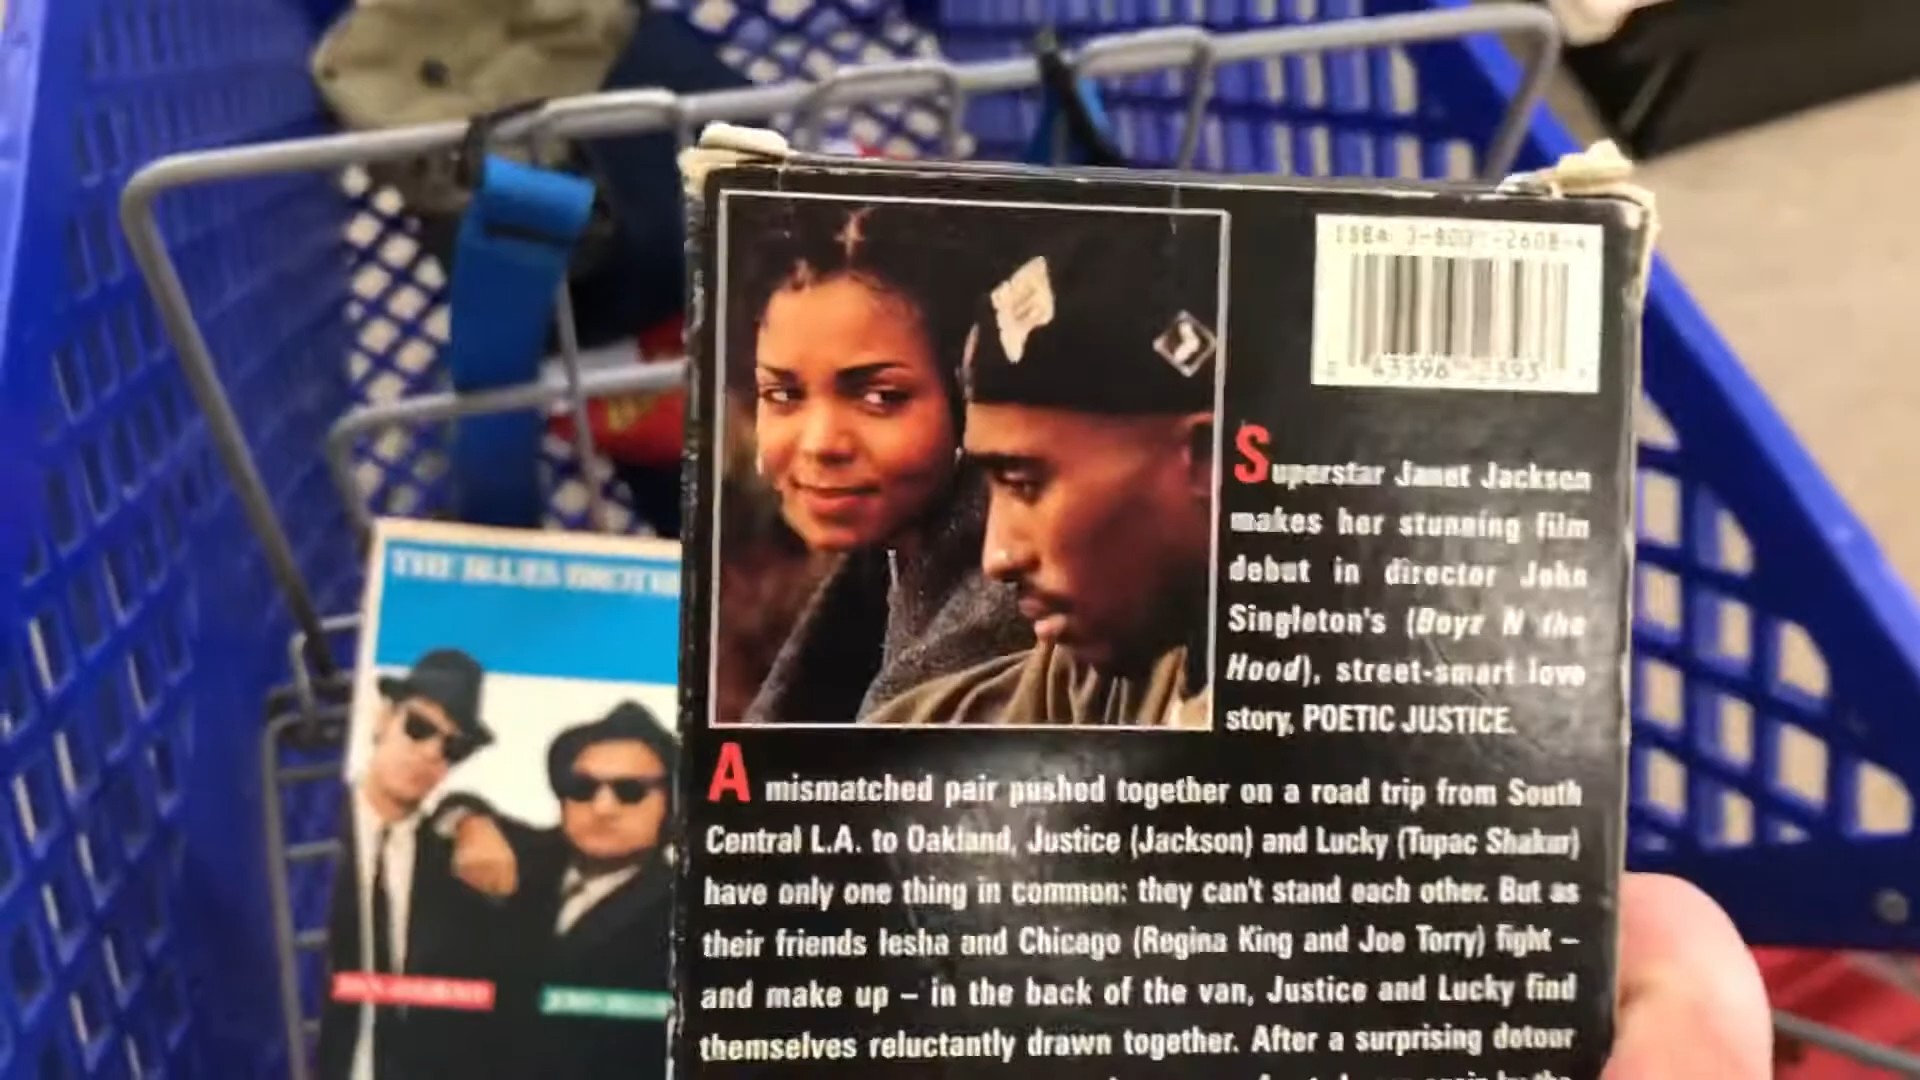 THE BLUES BROTHE
Superstar Janet Jackson
makes her stunning film
debut in director John
Singleton's (Boyz N the
Hood), street-smart love
story, POETIC JUSTICE.
A mismatched pair pushed together on a road trip from South
Central L.A. to Oakland, Justice (Jackson) and Lucky (Tupac Shakur)
have only one thing in common: they can't stand each other. But as
their friends Iesha and Chicago (Regina King and Joe Torry) fight –
and make up – in the back of the van, Justice and Lucky find
themselves reluctantly drawn together. After a surprising detour